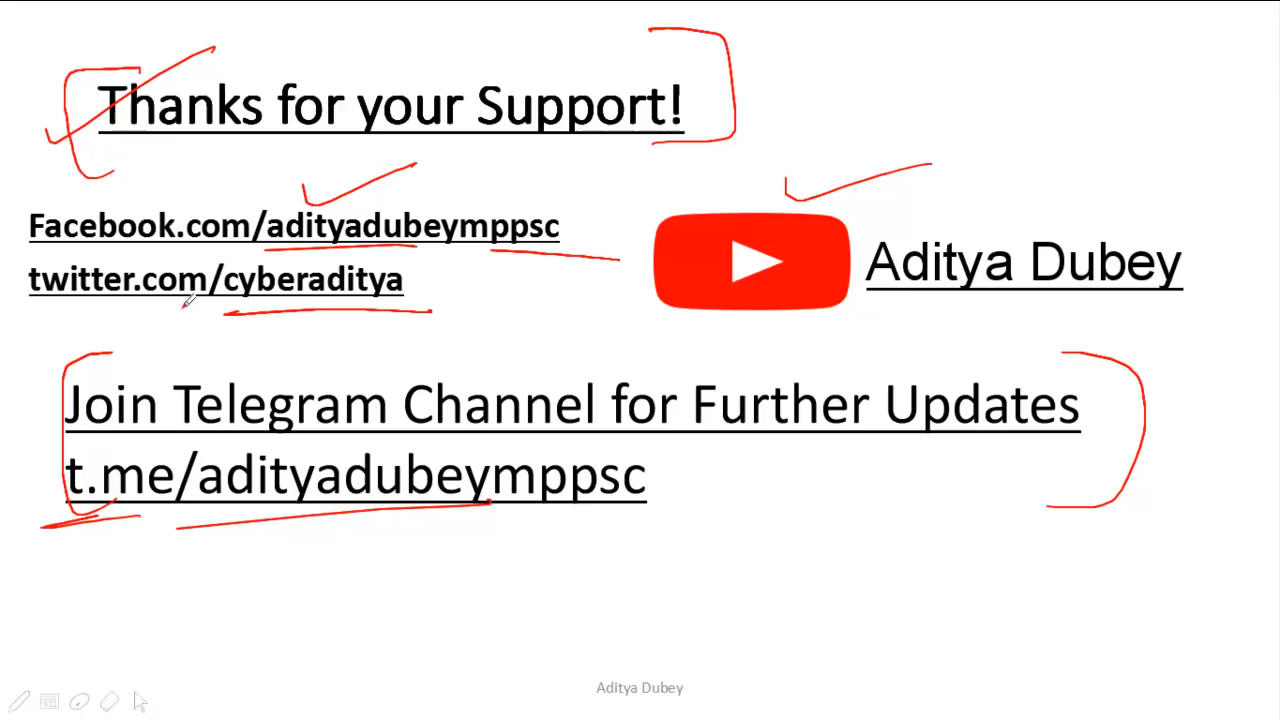 Thanks for your Support!
Facebook.com/adityadubeymppsc
twitter.com/cyberaditya
Aditya Dubey
Join Telegram Channel for Further Updates
t.me/adityadubeymppsc
Aditya Dubey